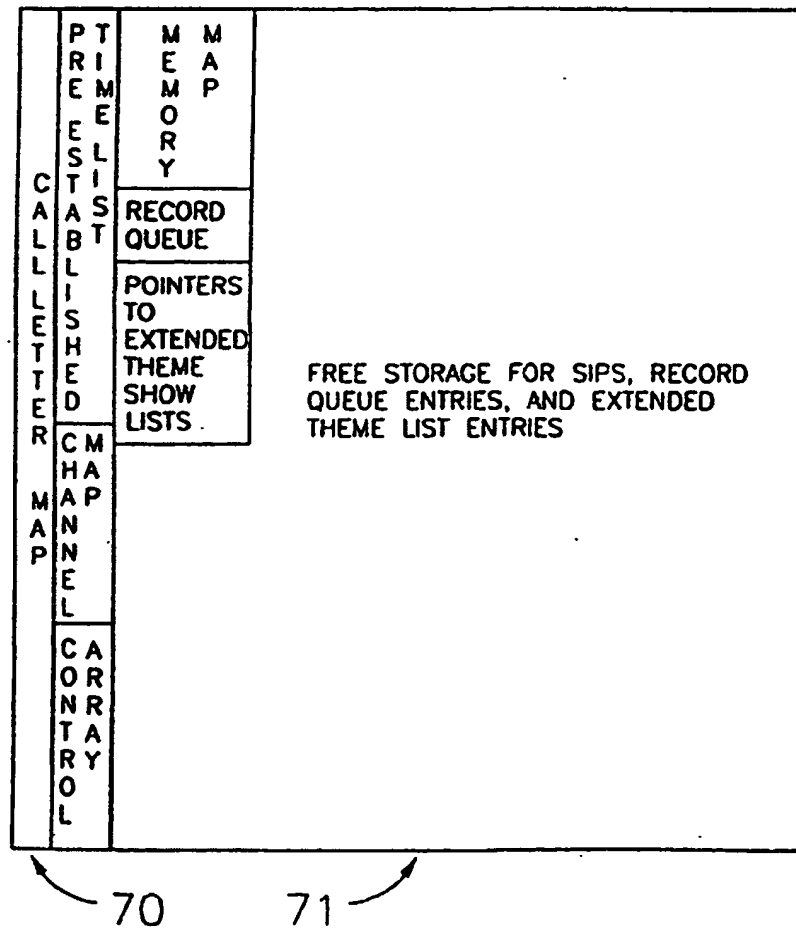 CALL LETTER MAP
PRE ESTABLISHED
TIME LIST
CHANNEL
MAP
CONTROL
ARRAY
MEMORY
MAP
RECORD
QUEUE
POINTERS
TO
EXTENDED
THEME
SHOW
LISTS
FREE STORAGE FOR SIPS, RECORD
QUEUE ENTRIES, AND EXTENDED
THEME LIST ENTRIES
70
71